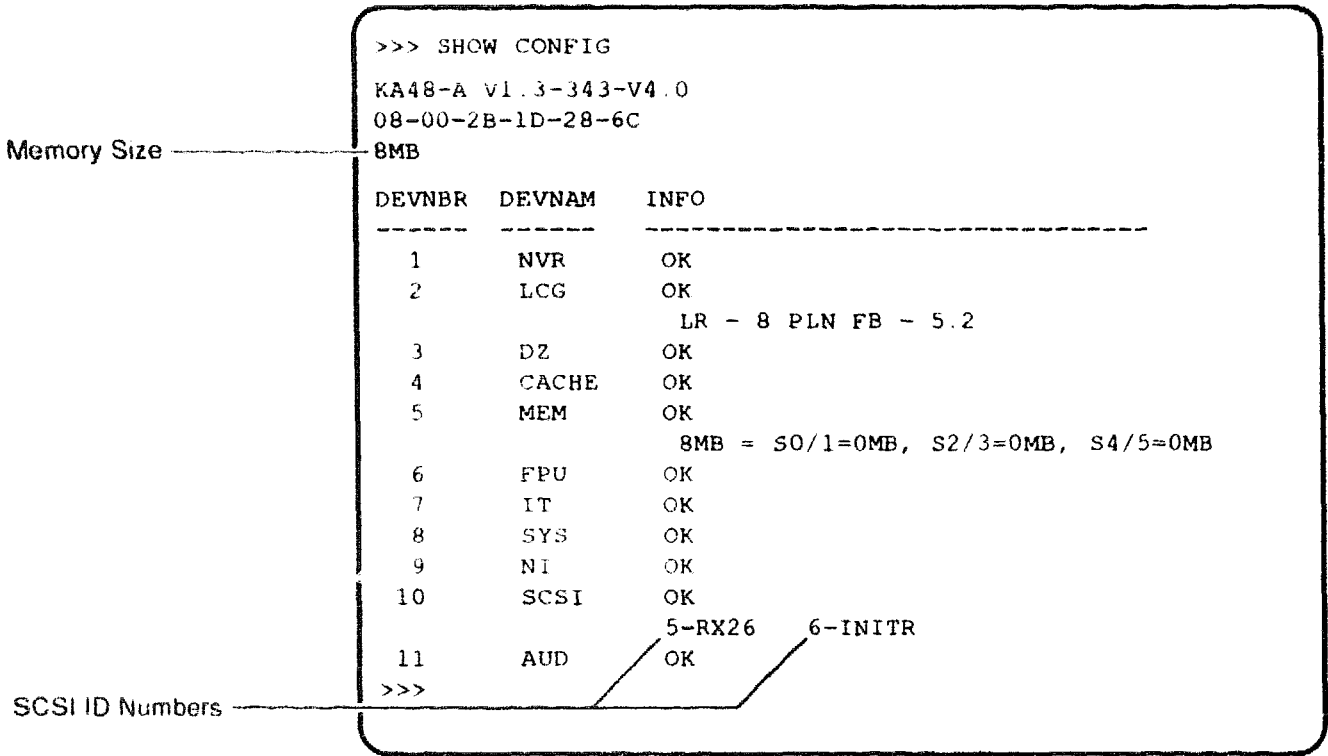 >>> SHOW CONFIG
KA48-A V1.3-343-V4.0
08-00-2B-1D-28-6C
Memory Size 8MB
DEVNBR DEVNAM INFO
------ ------ --------------------------------
1 NVR OK
2 LCG OK
LR - 8 PLN FB - 5.2
3 DZ OK
4 CACHE OK
5 MEM OK
8MB = S0/1=0MB, S2/3=0MB, S4/5=0MB
6 FPU OK
7 IT OK
8 SYS OK
9 NI OK
10 SCSI OK
5-RX26 6-INITR
11 AUD OK
>>>
SCSI ID Numbers